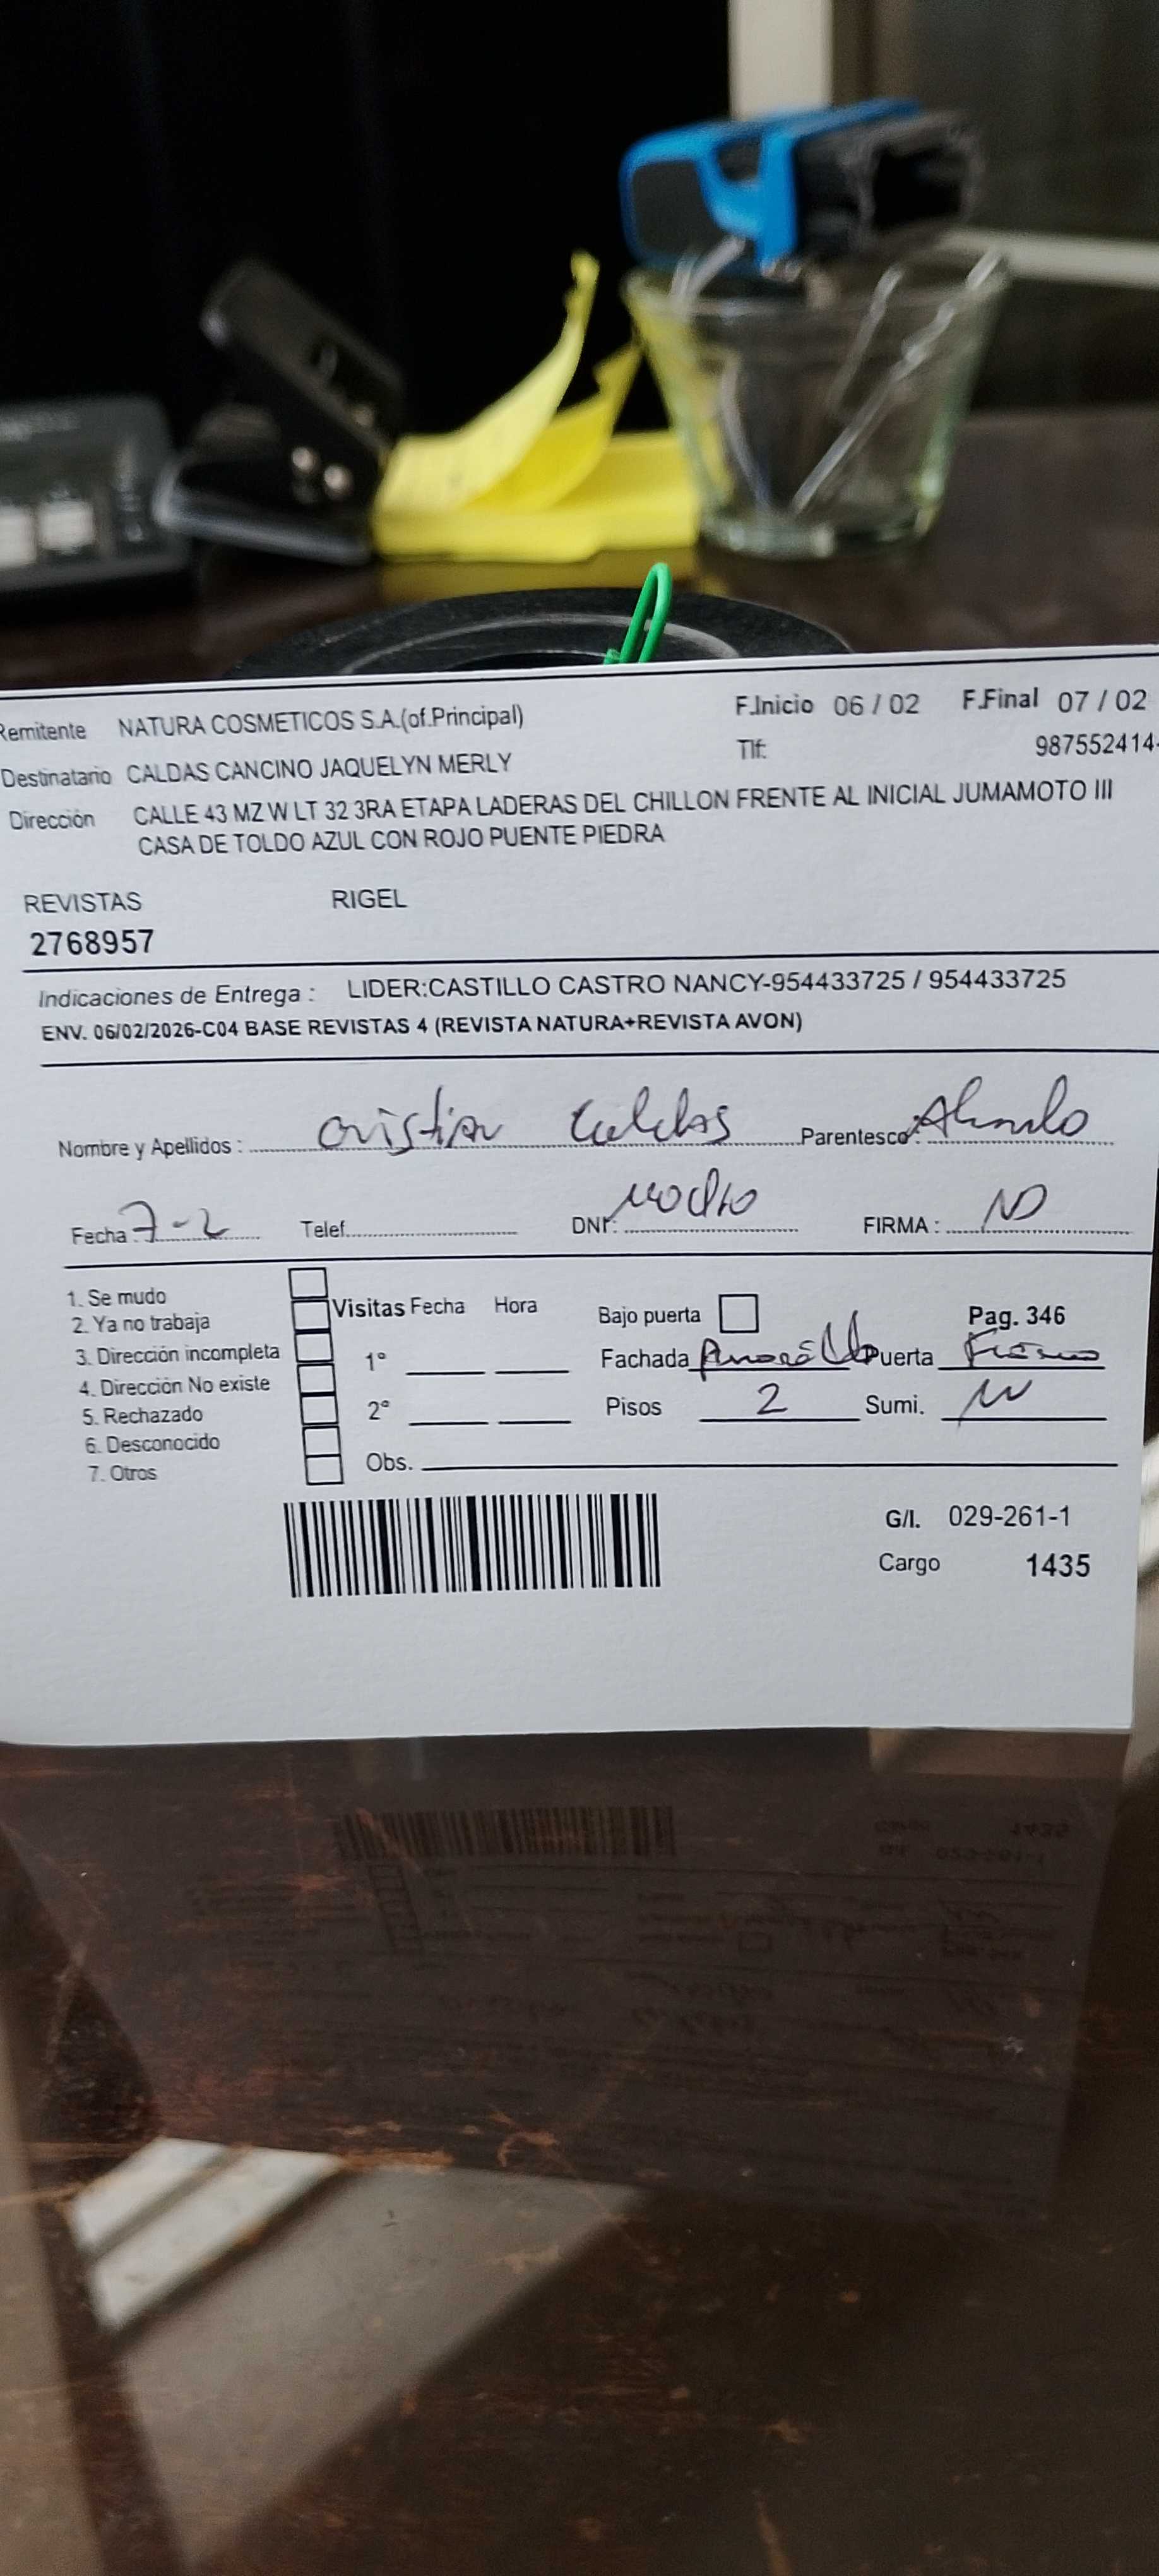 Remitente NATURA COSMETICOS S.A.(of.Principal) F.Inicio 06 / 02 F.Final 07 / 02
Destinatario CALDAS CANCINO JAQUELYN MERLY Tlf: 987552414-
Dirección CALLE 43 MZ W LT 32 3RA ETAPA LADERAS DEL CHILLON FRENTE AL INICIAL JUMAMOTO III
CASA DE TOLDO AZUL CON ROJO PUENTE PIEDRA
REVISTAS RIGEL
2768957
Indicaciones de Entrega : LIDER:CASTILLO CASTRO NANCY-954433725 / 954433725
ENV. 06/02/2026-C04 BASE REVISTAS 4 (REVISTA NATURA+REVISTA AVON)
Nombre y Apellidos : Cristian Caldas Parentesco :
Fecha : 7-2 Telef. DNI: FIRMA :
1. Se mudo
2. Ya no trabaja
3. Dirección incompleta
4. Dirección No existe
5. Rechazado
6. Desconocido
7. Otros
Visitas Fecha Hora
1°
2°
Obs.
Bajo puerta Pag. 346
Fachada Amarillo Puerta
Pisos 2 Sumi.
G/I. 029-261-1
Cargo 1435